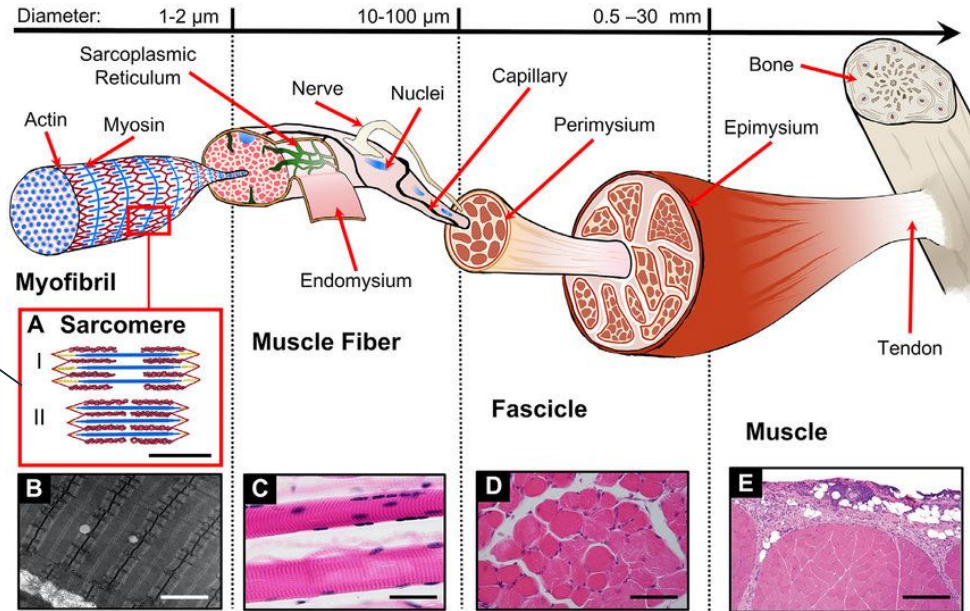 Diameter: 1-2 µm 10-100 µm 0.5 –30 mm
Sarcoplasmic
Reticulum
Nerve
Nuclei
Capillary
Bone
Actin
Myosin
Perimysium
Epimysium
Endomysium
Myofibril
A Sarcomere
I
II
Muscle Fiber
Tendon
Fascicle
Muscle
B
C
D
E